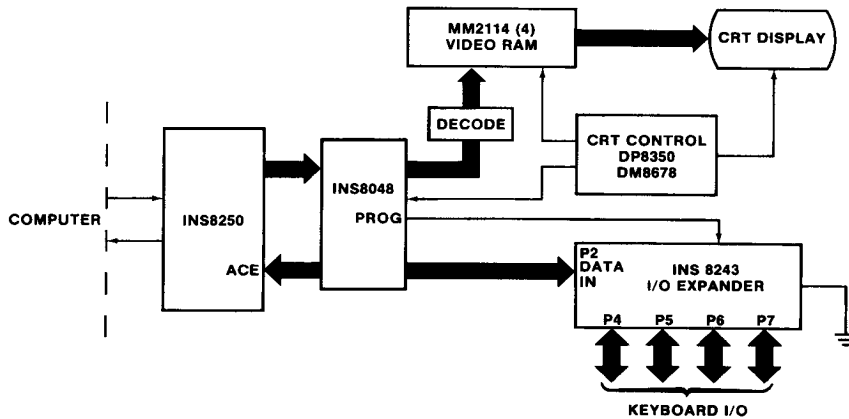 MM2114 (4)
VIDEO RAM
CRT DISPLAY
DECODE
CRT CONTROL
DP8350
DM8678
COMPUTER
INS8250
ACE
INS8048
PROG
P2
DATA
IN
INS 8243
I/O EXPANDER
P4 P5 P6 P7
KEYBOARD I/O